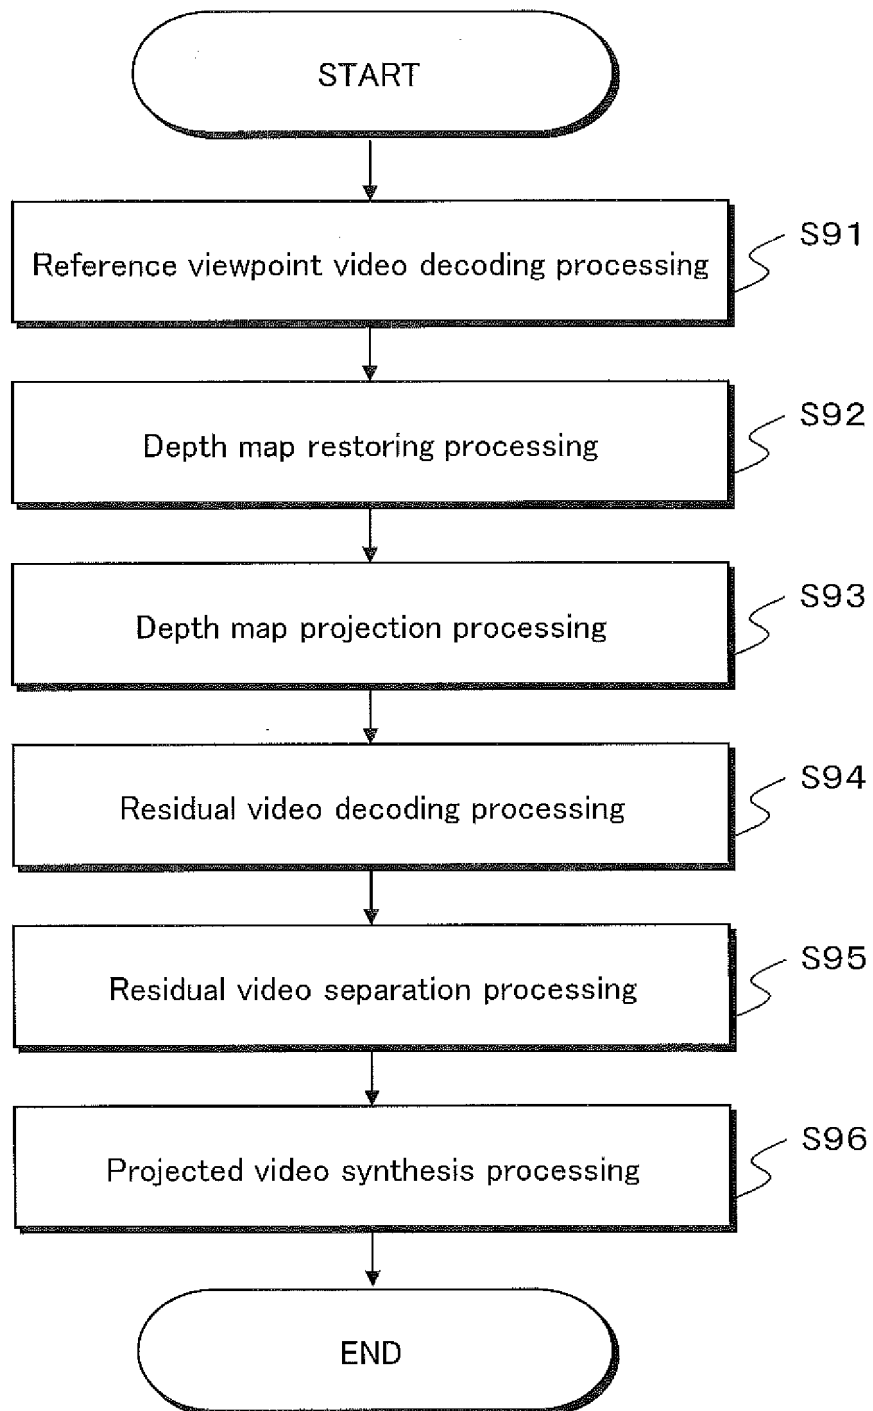 START
Reference viewpoint video decoding processing
S91
Depth map restoring processing
S92
Depth map projection processing
S93
Residual video decoding processing
S94
Residual video separation processing
S95
Projected video synthesis processing
S96
END